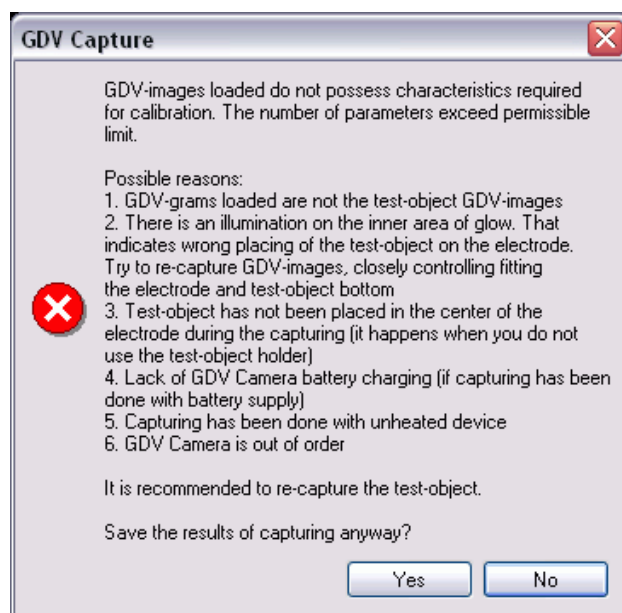 GDV Capture
GDV-images loaded do not possess characteristics required
for calibration. The number of parameters exceed permissible
limit.
Possible reasons:
1. GDV-grams loaded are not the test-object GDV-images
2. There is an illumination on the inner area of glow. That
indicates wrong placing of the test-object on the electrode.
Try to re-capture GDV-images, closely controlling fitting
the electrode and test-object bottom
3. Test-object has not been placed in the center of the
electrode during the capturing (it happens when you do not
use the test-object holder)
4. Lack of GDV Camera battery charging (if capturing has been
done with battery supply)
5. Capturing has been done with unheated device
6. GDV Camera is out of order
It is recommended to re-capture the test-object.
Save the results of capturing anyway?
Yes No